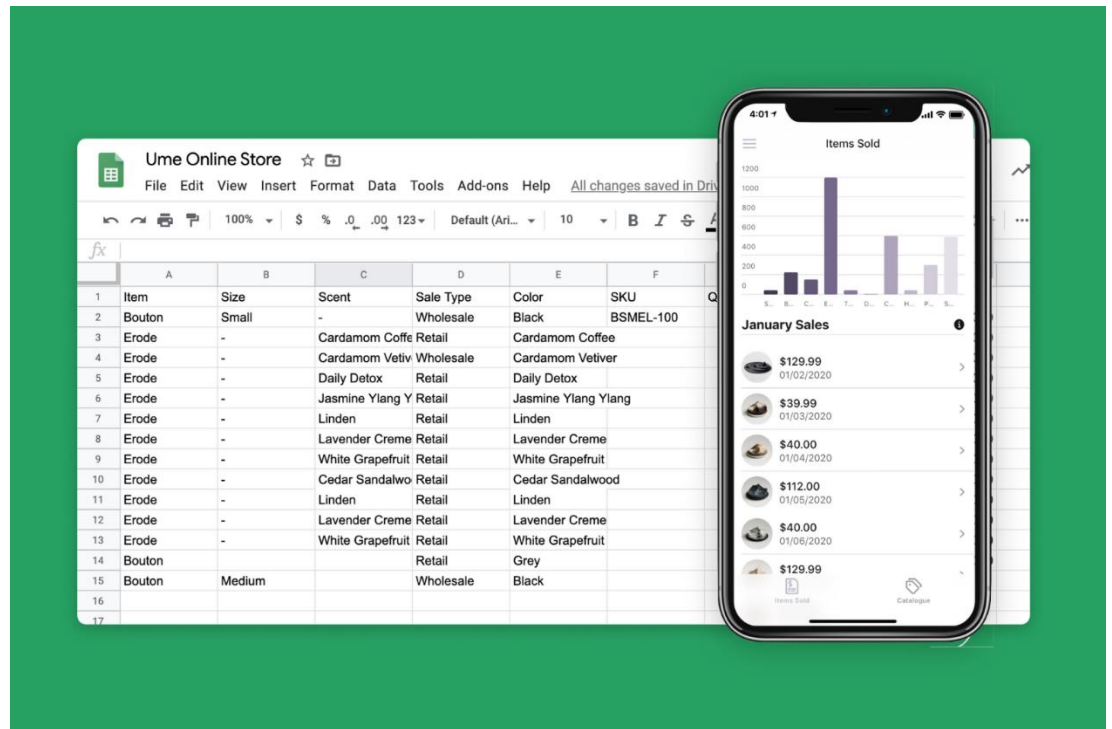 Ume Online Store
File Edit View Insert Format Data Tools Add-ons Help All changes saved in Driv
100% $ % .0 .00 123 Default (Ari... 10 B I S A
fx
A B C D E F
1 Item Size Scent Sale Type Color SKU Q
2 Bouton Small - Wholesale Black BSMEL-100
3 Erode - Cardamom Coffe Retail Cardamom Coffee
4 Erode - Cardamom Vetiv Wholesale Cardamom Vetiver
5 Erode - Daily Detox Retail Daily Detox
6 Erode - Jasmine Ylang Y Retail Jasmine Ylang Ylang
7 Erode - Linden Retail Linden
8 Erode - Lavender Creme Retail Lavender Creme
9 Erode - White Grapefruit Retail White Grapefruit
10 Erode - Cedar Sandalwo Retail Cedar Sandalwood
11 Erode - Linden Retail Linden
12 Erode - Lavender Creme Retail Lavender Creme
13 Erode - White Grapefruit Retail White Grapefruit
14 Bouton Retail Grey
15 Bouton Medium Wholesale Black
16
17
4:01
Items Sold
1200
1000
800
600
400
200
0
S... B... C... E... T... D... C... H... P... S...
January Sales
$129.99
01/02/2020
$39.99
01/03/2020
$40.00
01/04/2020
$112.00
01/05/2020
$40.00
01/06/2020
$129.99
Items Sold Catalogue